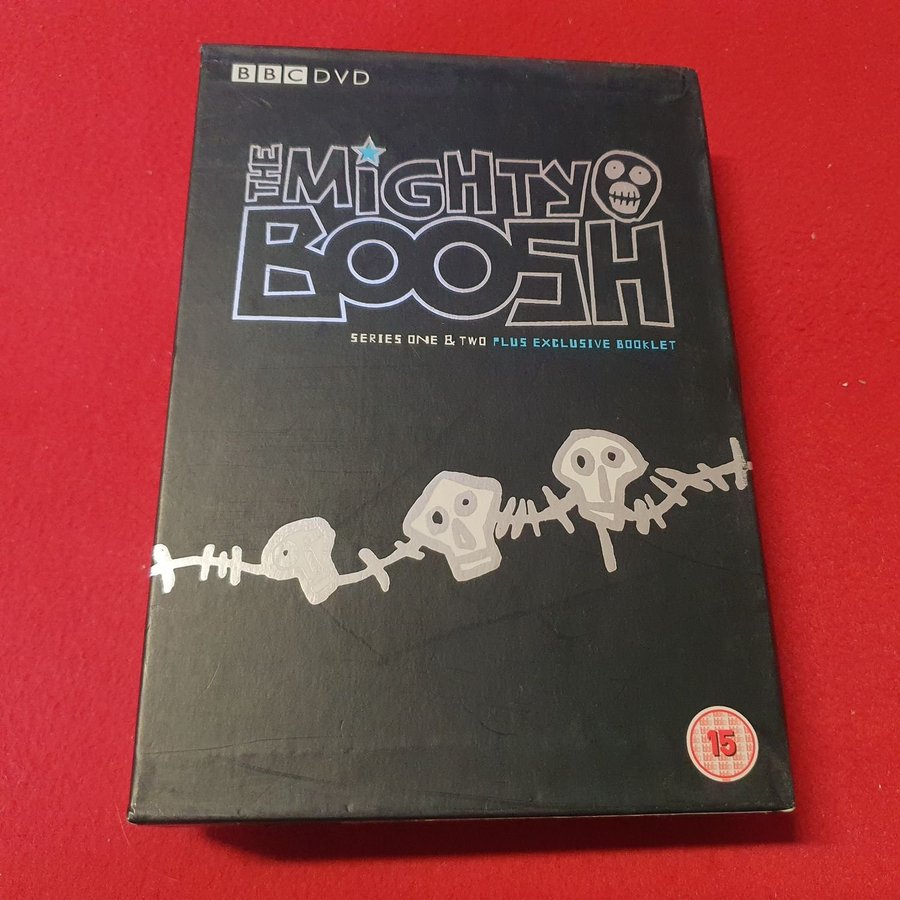 BBC DVD
THE MiGHTY
BOOSH
SERIES ONE & TWO PLUS EXCLUSIVE BOOKLET
15